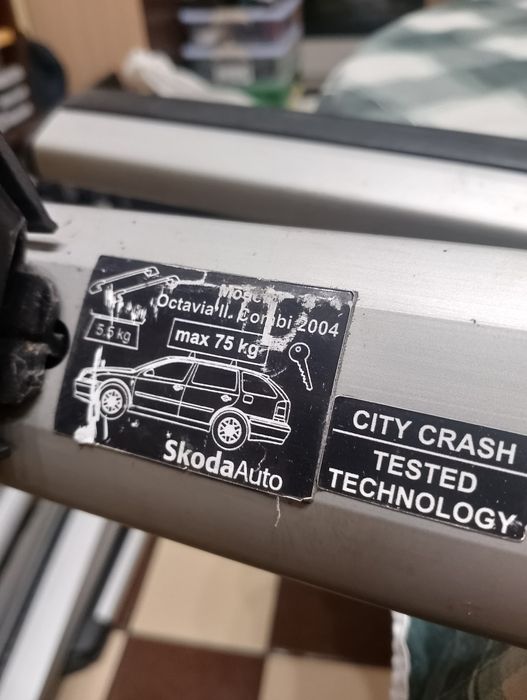 Octavia II. Combi 2004
5.5 kg
max 75 kg
SkodaAuto
CITY CRASH
TESTED
TECHNOLOGY